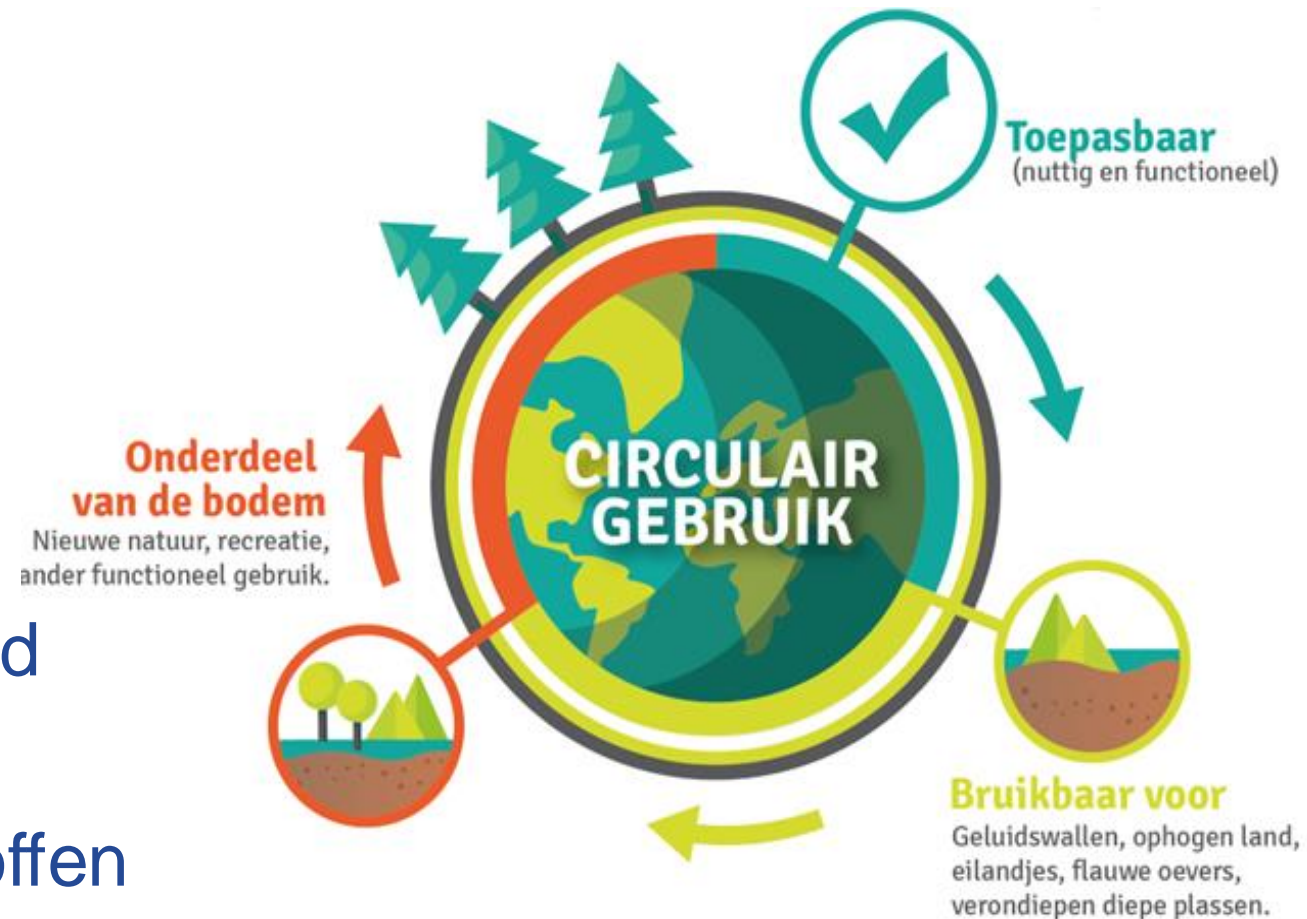 Toepasbaar
(nuttig en functioneel)
CIRCULAIR
GEBRUIK
Onderdeel
van de bodem
Nieuwe natuur, recreatie,
ander functioneel gebruik.
d
offen
Bruikbaar voor
Geluidswallen, ophogen land,
eilandjes, flauwe oevers,
verondiepen diepe plassen.